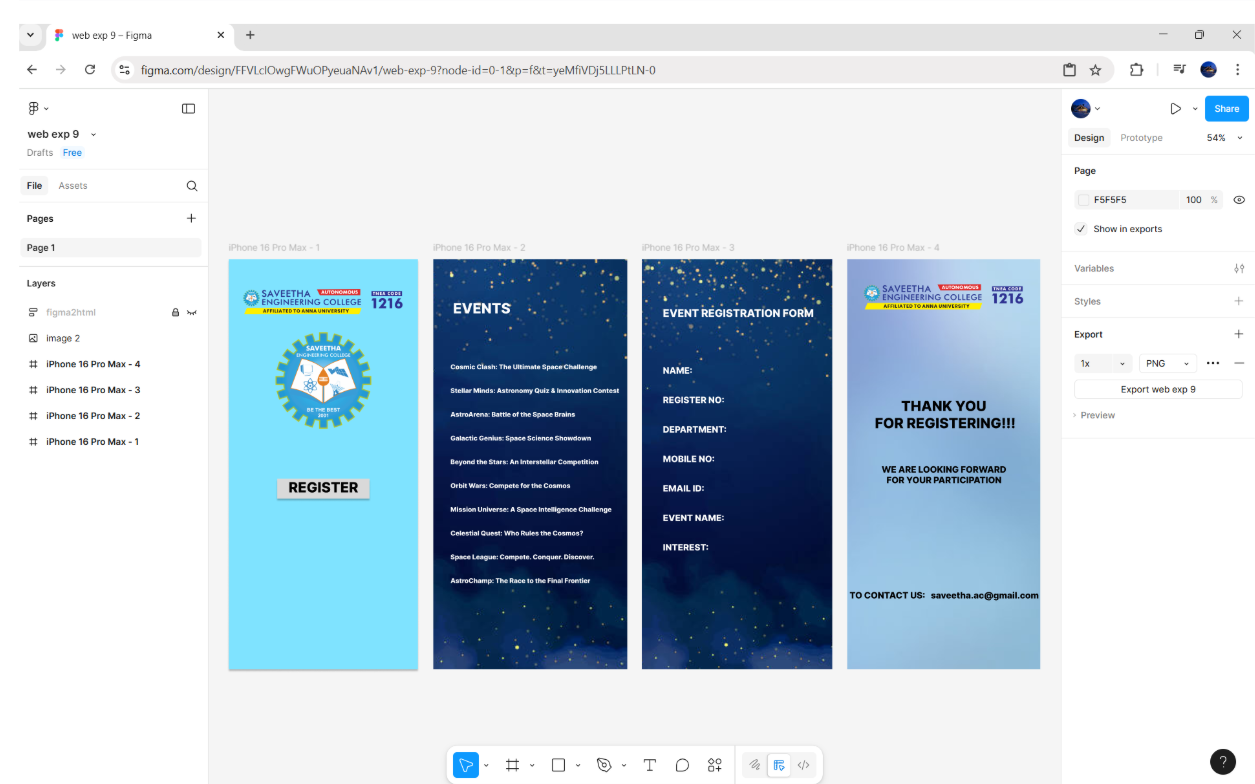 web exp 9 – Figma
figma.com/design/FFVLclOwgFWuOPyeuaNAv1/web-exp-9?node-id=0-1&p=f&t=yeMfiVDj5LLLPtLN-0
web exp 9
Drafts Free
File Assets
Pages
Page 1
Layers
figma2html
image 2
iPhone 16 Pro Max - 4
iPhone 16 Pro Max - 3
iPhone 16 Pro Max - 2
iPhone 16 Pro Max - 1
iPhone 16 Pro Max - 1
SAVEETHA AUTONOMOUS
ENGINEERING COLLEGE
AFFILIATED TO ANNA UNIVERSITY
TNEA CODE
1216
SAVEETHA
ENGINEERING COLLEGE
BE THE BEST
2001
REGISTER
iPhone 16 Pro Max - 2
EVENTS
Cosmic Clash: The Ultimate Space Challenge
Stellar Minds: Astronomy Quiz & Innovation Contest
AstroArena: Battle of the Space Brains
Galactic Genius: Space Science Showdown
Beyond the Stars: An Interstellar Competition
Orbit Wars: Compete for the Cosmos
Mission Universe: A Space Intelligence Challenge
Celestial Quest: Who Rules the Cosmos?
Space League: Compete. Conquer. Discover.
AstroChamp: The Race to the Final Frontier
iPhone 16 Pro Max - 3
EVENT REGISTRATION FORM
NAME:
REGISTER NO:
DEPARTMENT:
MOBILE NO:
EMAIL ID:
EVENT NAME:
INTEREST:
iPhone 16 Pro Max - 4
SAVEETHA AUTONOMOUS
ENGINEERING COLLEGE
AFFILIATED TO ANNA UNIVERSITY
TNEA CODE
1216
THANK YOU
FOR REGISTERING!!!
WE ARE LOOKING FORWARD
FOR YOUR PARTICIPATION
TO CONTACT US: saveetha.ac@gmail.com
Share
Design Prototype 54%
Page
F5F5F5 100 %
Show in exports
Variables
Styles
Export
1x PNG
Export web exp 9
Preview
?